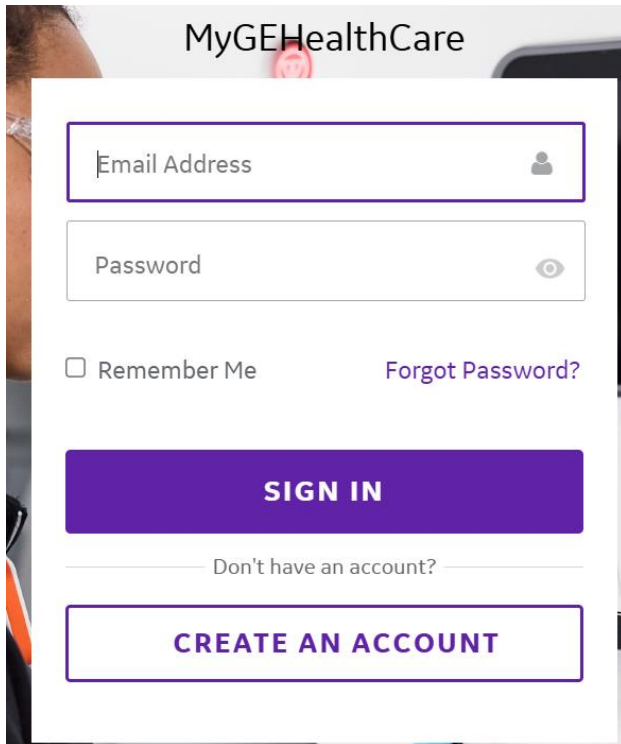 MyGEHealthCare
Email Address
Password
Remember Me Forgot Password?
SIGN IN
Don't have an account?
CREATE AN ACCOUNT